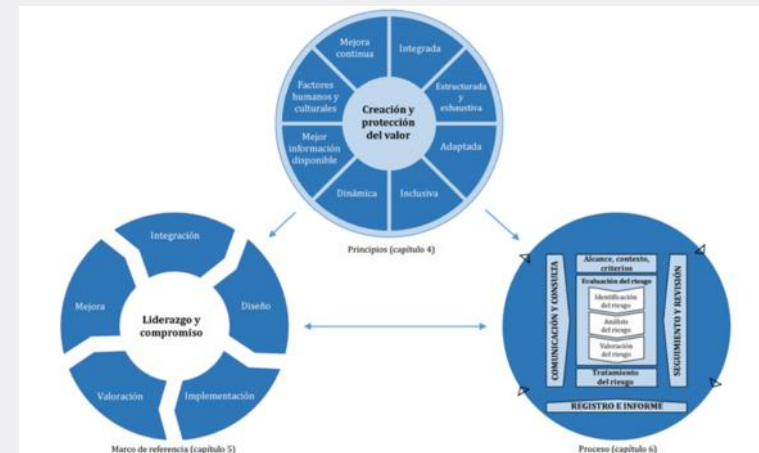 Mejora
continua
Integrada
Factores
humanos y
culturales
Estructurada
y
exhaustiva
Creación y
protección
del valor
Mejor
información
disponible
Adaptada
Dinámica
Inclusiva
Principios (capítulo 4)
Integración
Mejora
Diseño
Liderazgo y
compromiso
Valoración
Implementación
Marco de referencia (capítulo 5)
COMUNICACIÓN Y CONSULTA
Alcance, contexto,
criterios
Evaluación del riesgo
Identificación
del riesgo
Análisis
del riesgo
Valoración
del riesgo
Tratamiento
del riesgo
SEGUIMIENTO Y REVISIÓN
REGISTRO E INFORME
Proceso (capítulo 6)